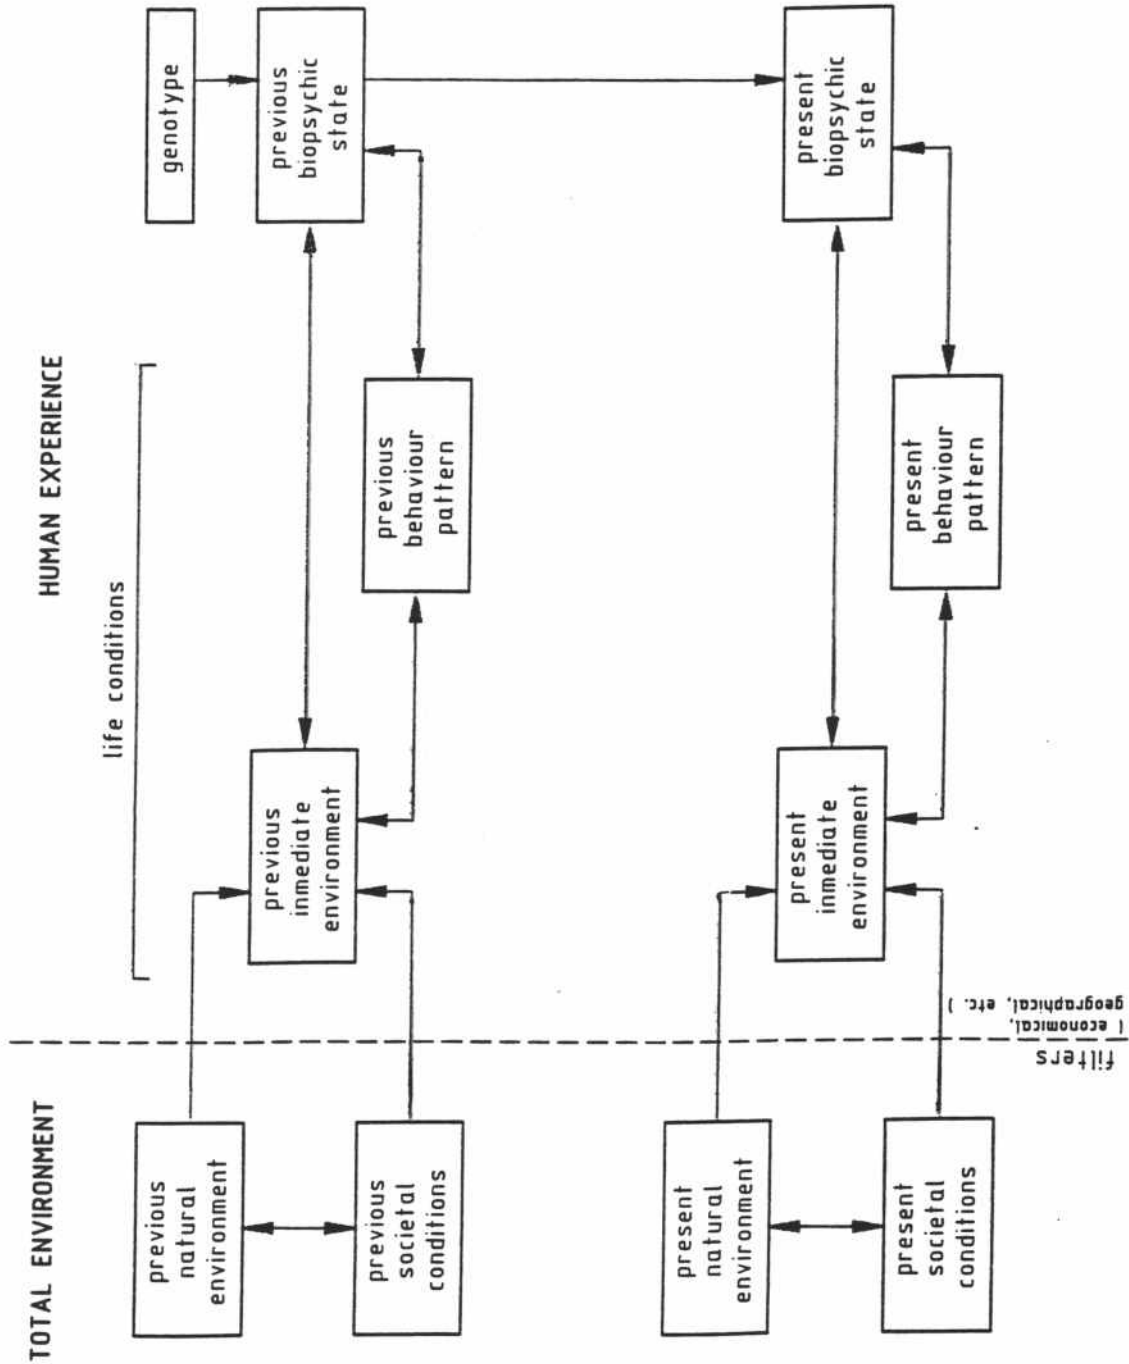 TOTAL ENVIRONMENT
HUMAN EXPERIENCE
life conditions
genotype
previous
natural
environment
previous
inmediate
environment
previous
biopsychic
state
previous
societal
conditions
previous
behaviour
pattern
present
natural
environment
present
inmediate
environment
present
biopsychic
state
present
societal
conditions
present
behaviour
pattern
filters
( economical,
geographical, etc. )